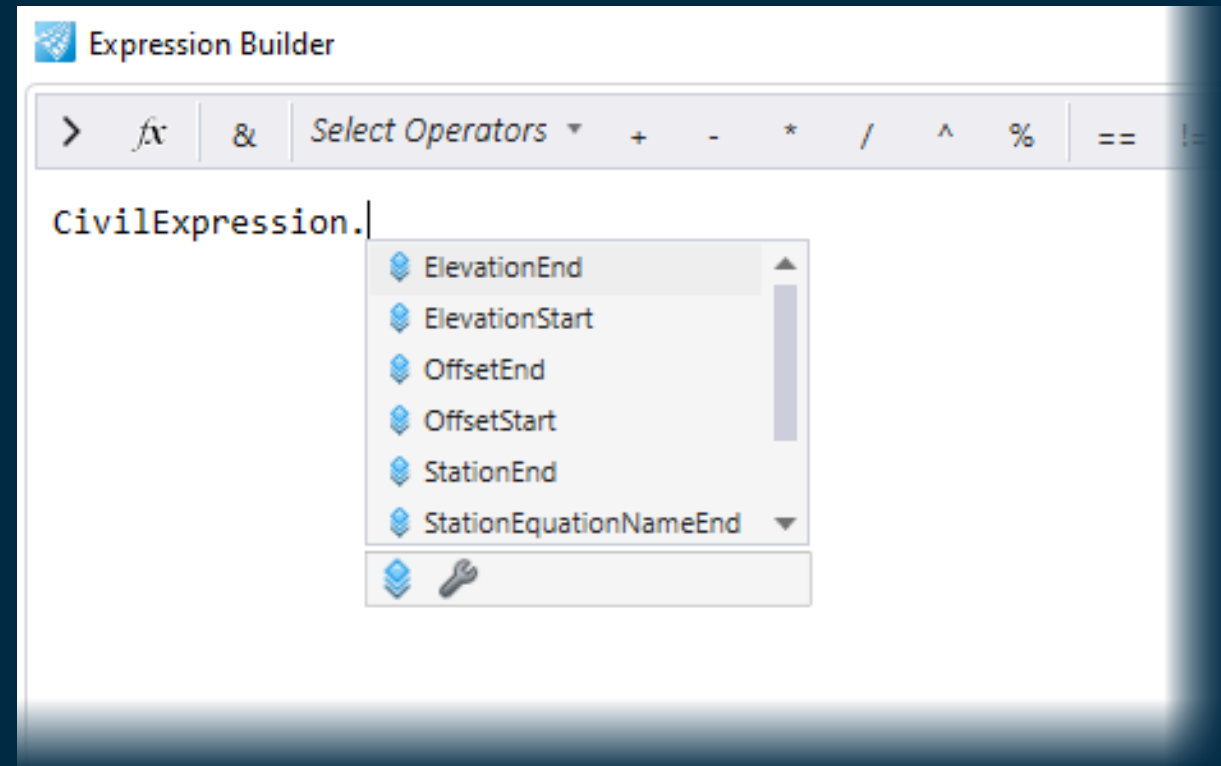 Expression Builder
> fx & Select Operators + - * / ^ % == !=
CivilExpression.
ElevationEnd
ElevationStart
OffsetEnd
OffsetStart
StationEnd
StationEquationNameEnd